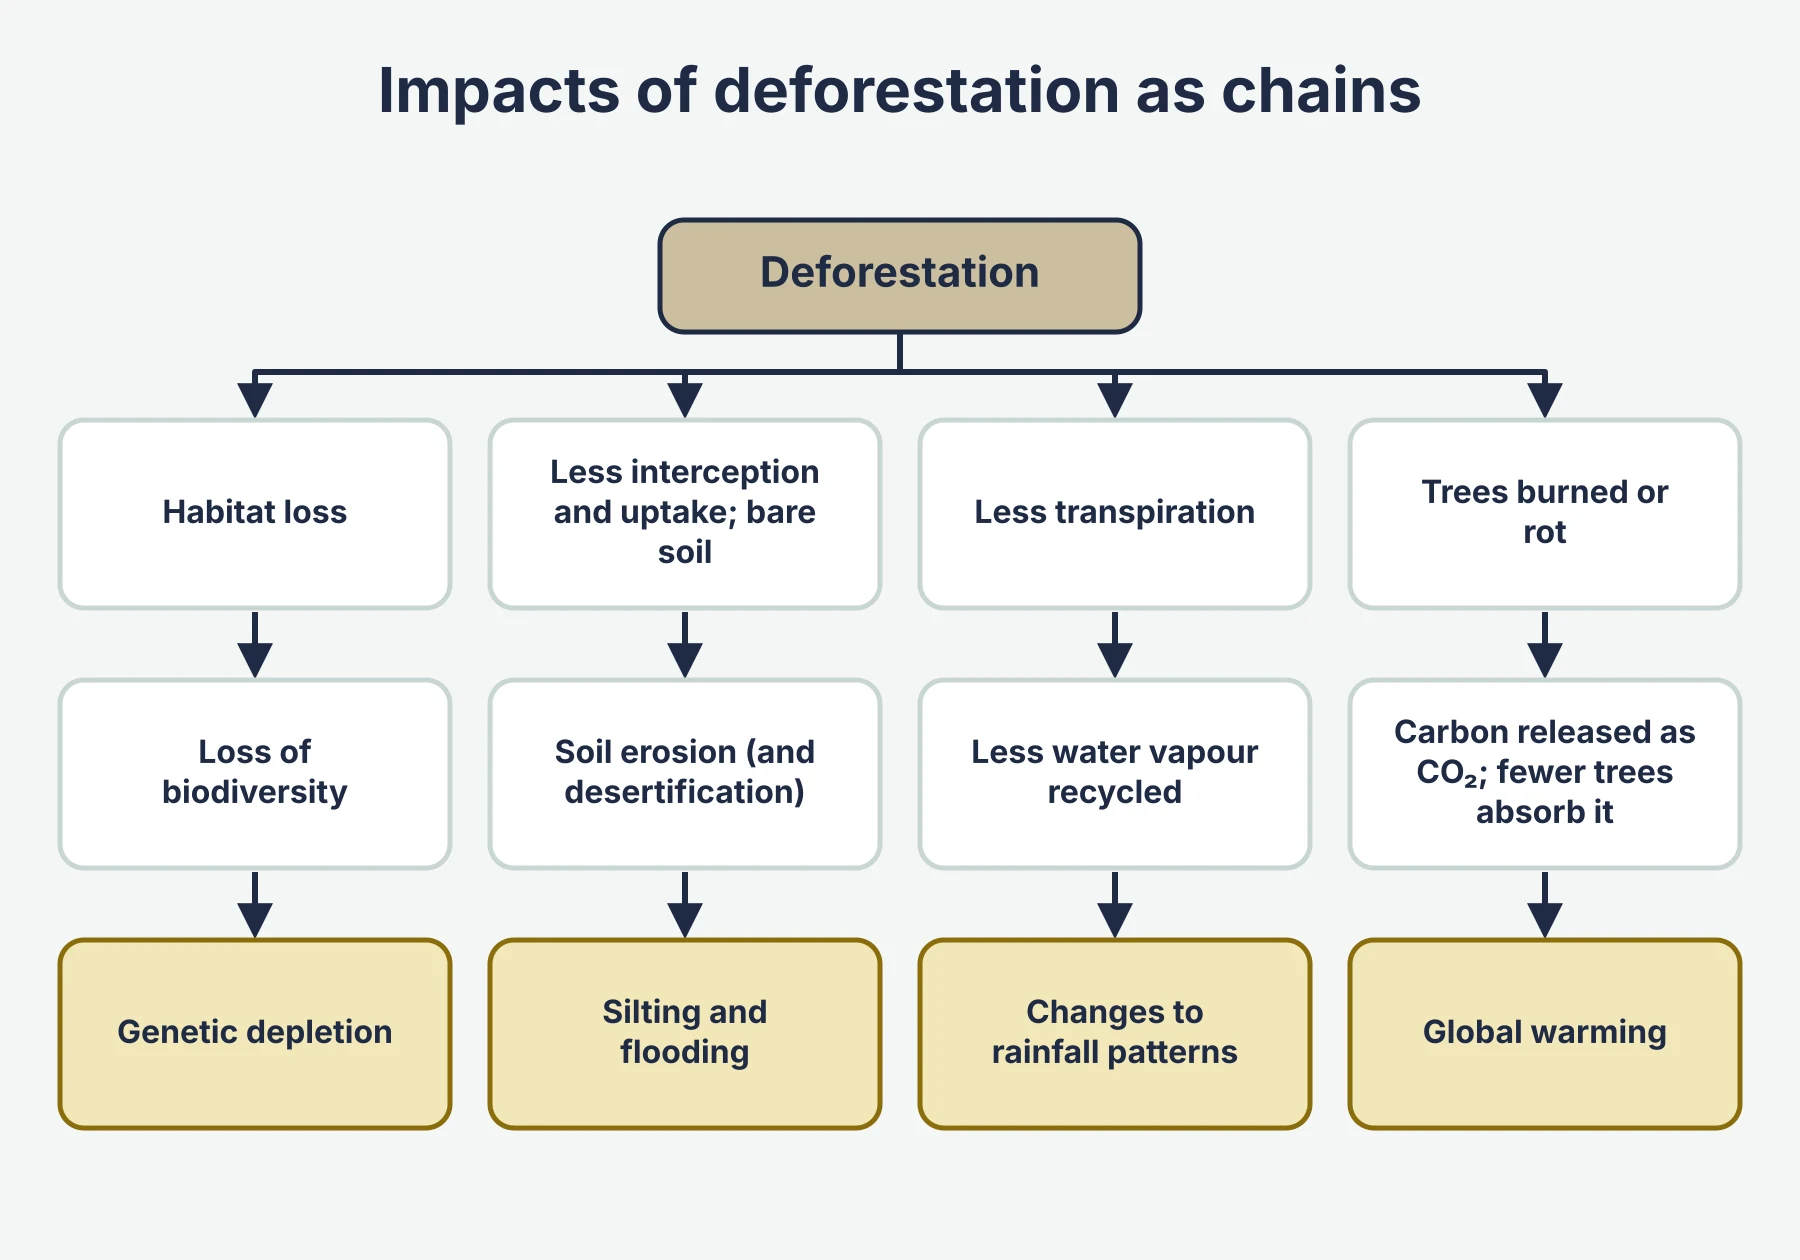 Impacts of deforestation as chains
Deforestation
Habitat loss
Less interception
and uptake; bare
soil
Less transpiration
Trees burned or
rot
Loss of
biodiversity
Soil erosion (and
desertification)
Less water vapour
recycled
Carbon released as
CO₂; fewer trees
absorb it
Genetic depletion
Silting and
flooding
Changes to
rainfall patterns
Global warming